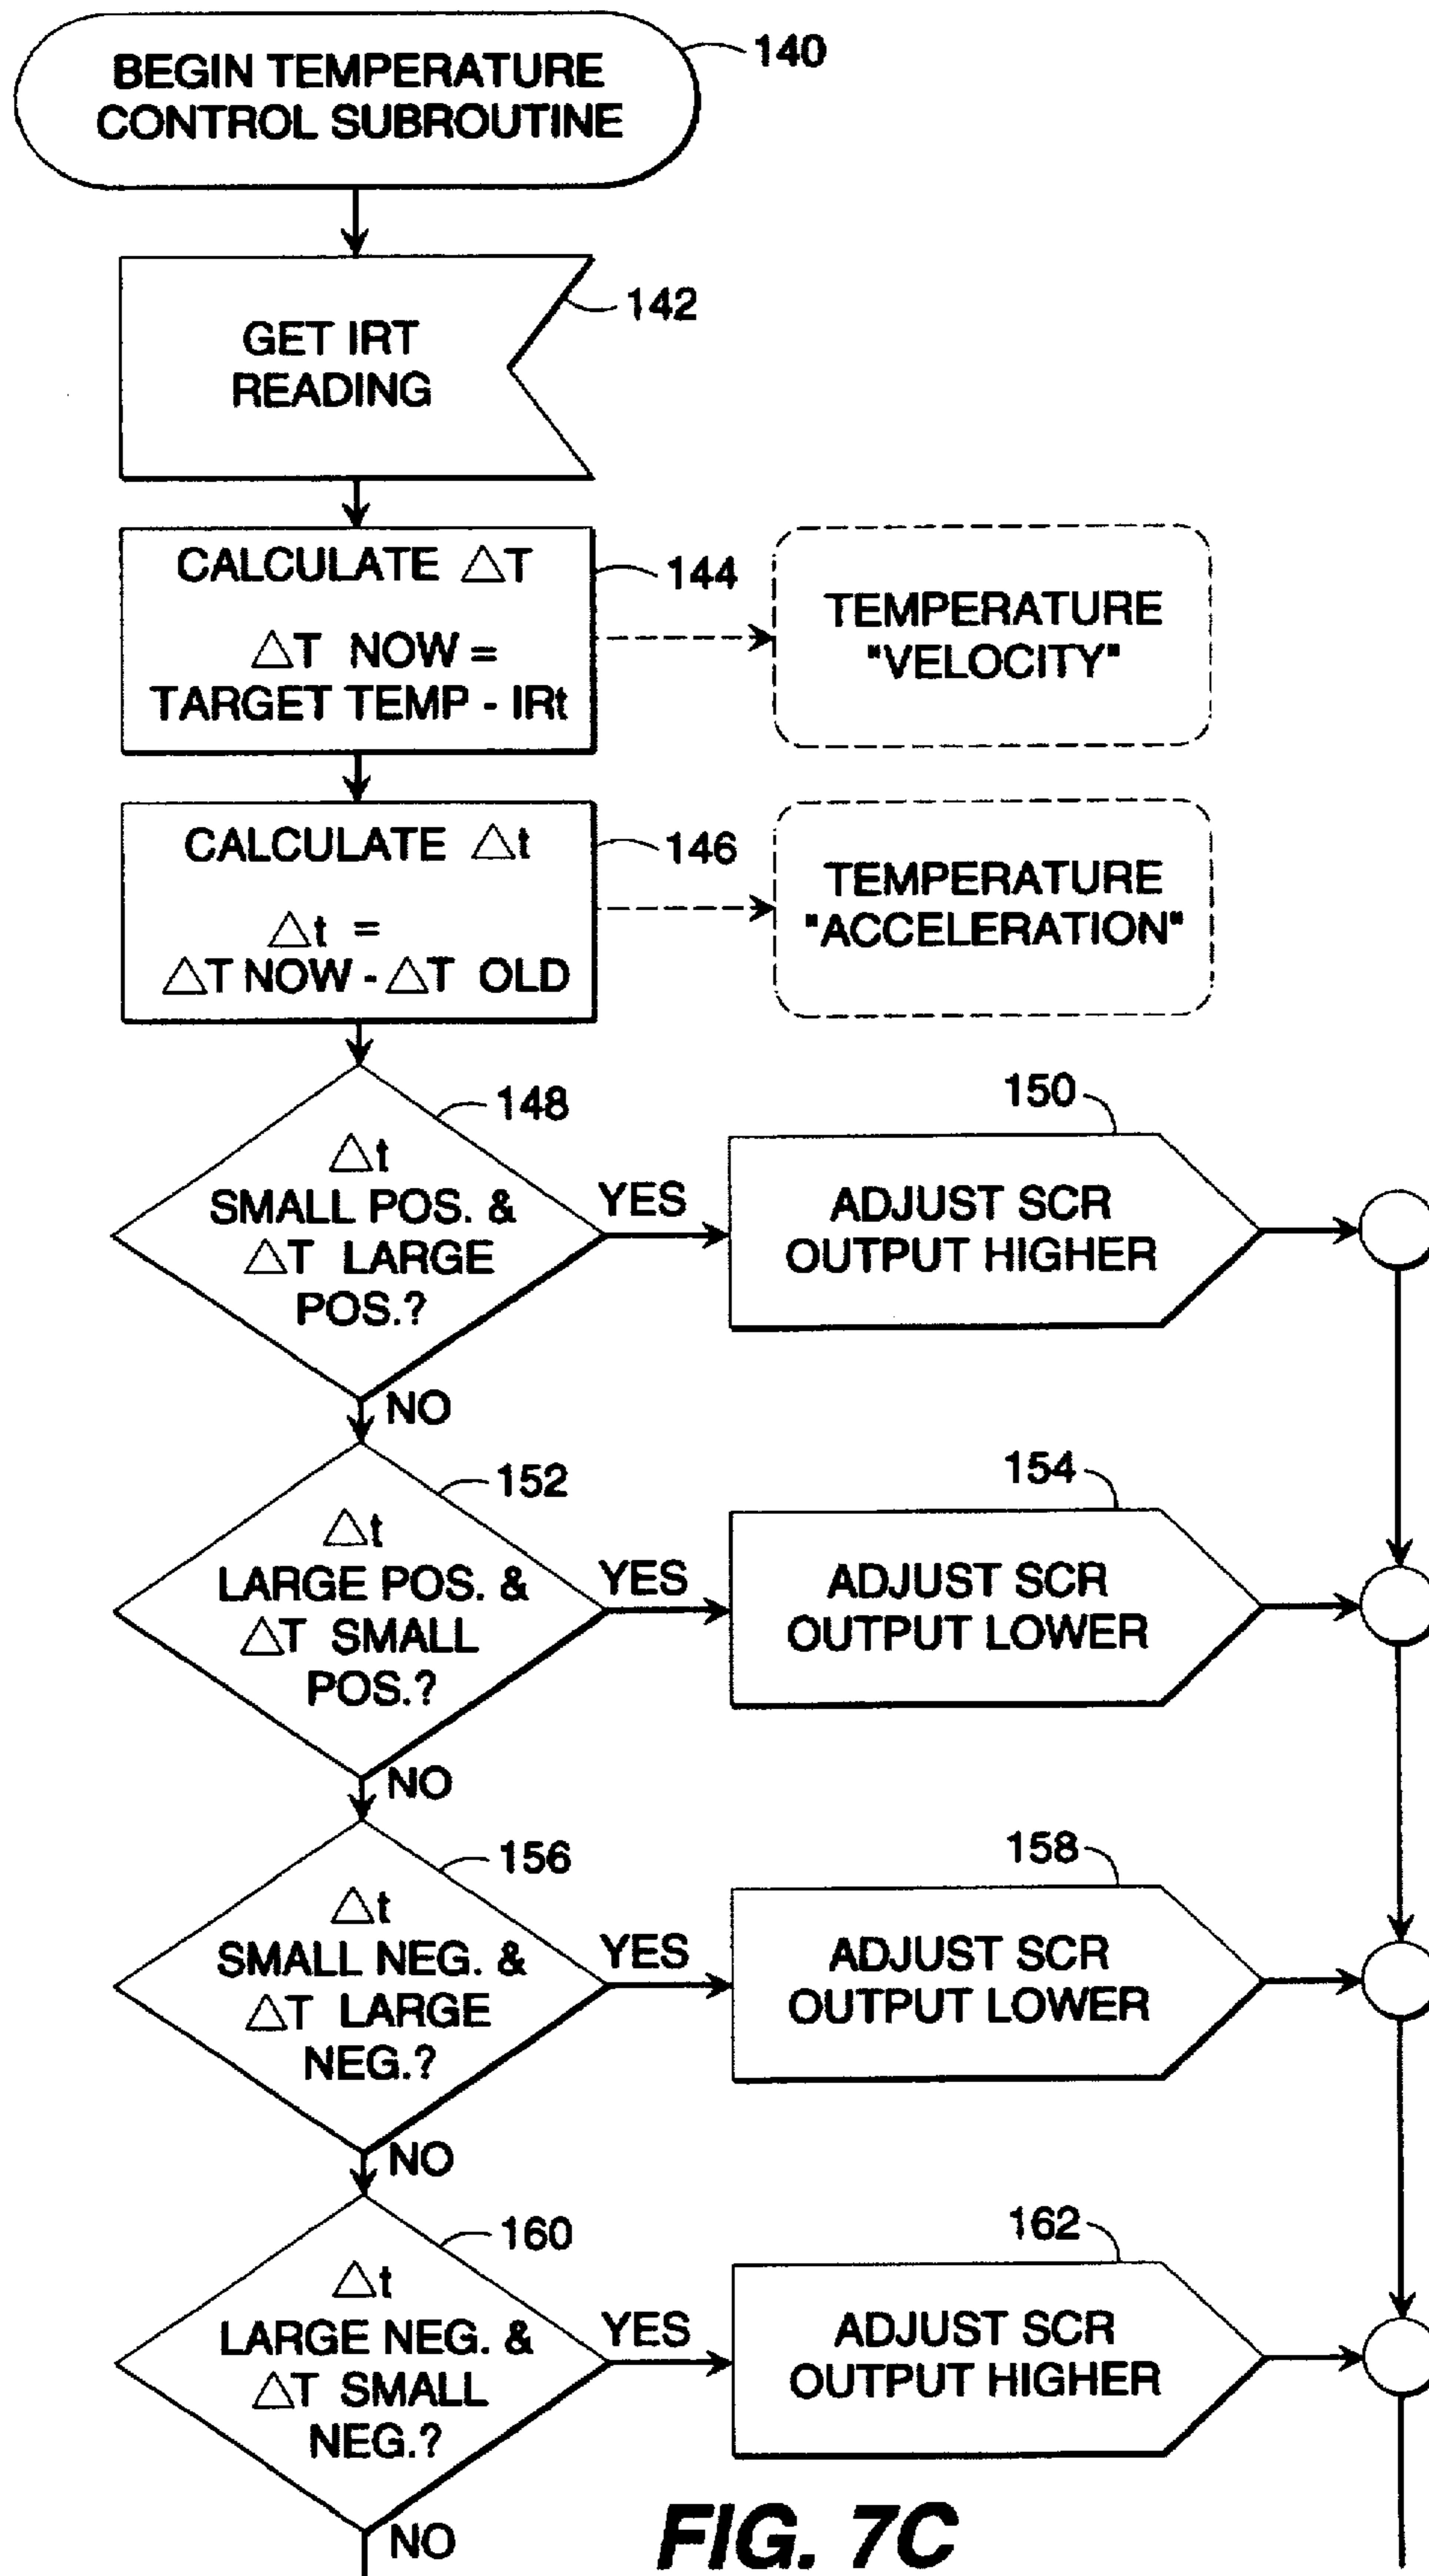 BEGIN TEMPERATURE
CONTROL SUBROUTINE
140
GET IRT
READING
142
CALCULATE △T
△T NOW =
TARGET TEMP - IRt
144
TEMPERATURE
"VELOCITY"
CALCULATE △t
△t =
△T NOW - △T OLD
146
TEMPERATURE
"ACCELERATION"
148
△t
SMALL POS. &
△T LARGE
POS.?
YES
150
ADJUST SCR
OUTPUT HIGHER
NO
152
△t
LARGE POS. &
△T SMALL
POS.?
YES
154
ADJUST SCR
OUTPUT LOWER
NO
156
△t
SMALL NEG. &
△T LARGE
NEG.?
YES
158
ADJUST SCR
OUTPUT LOWER
NO
160
△t
LARGE NEG. &
△T SMALL
NEG.?
YES
162
ADJUST SCR
OUTPUT HIGHER
NO
FIG. 7C